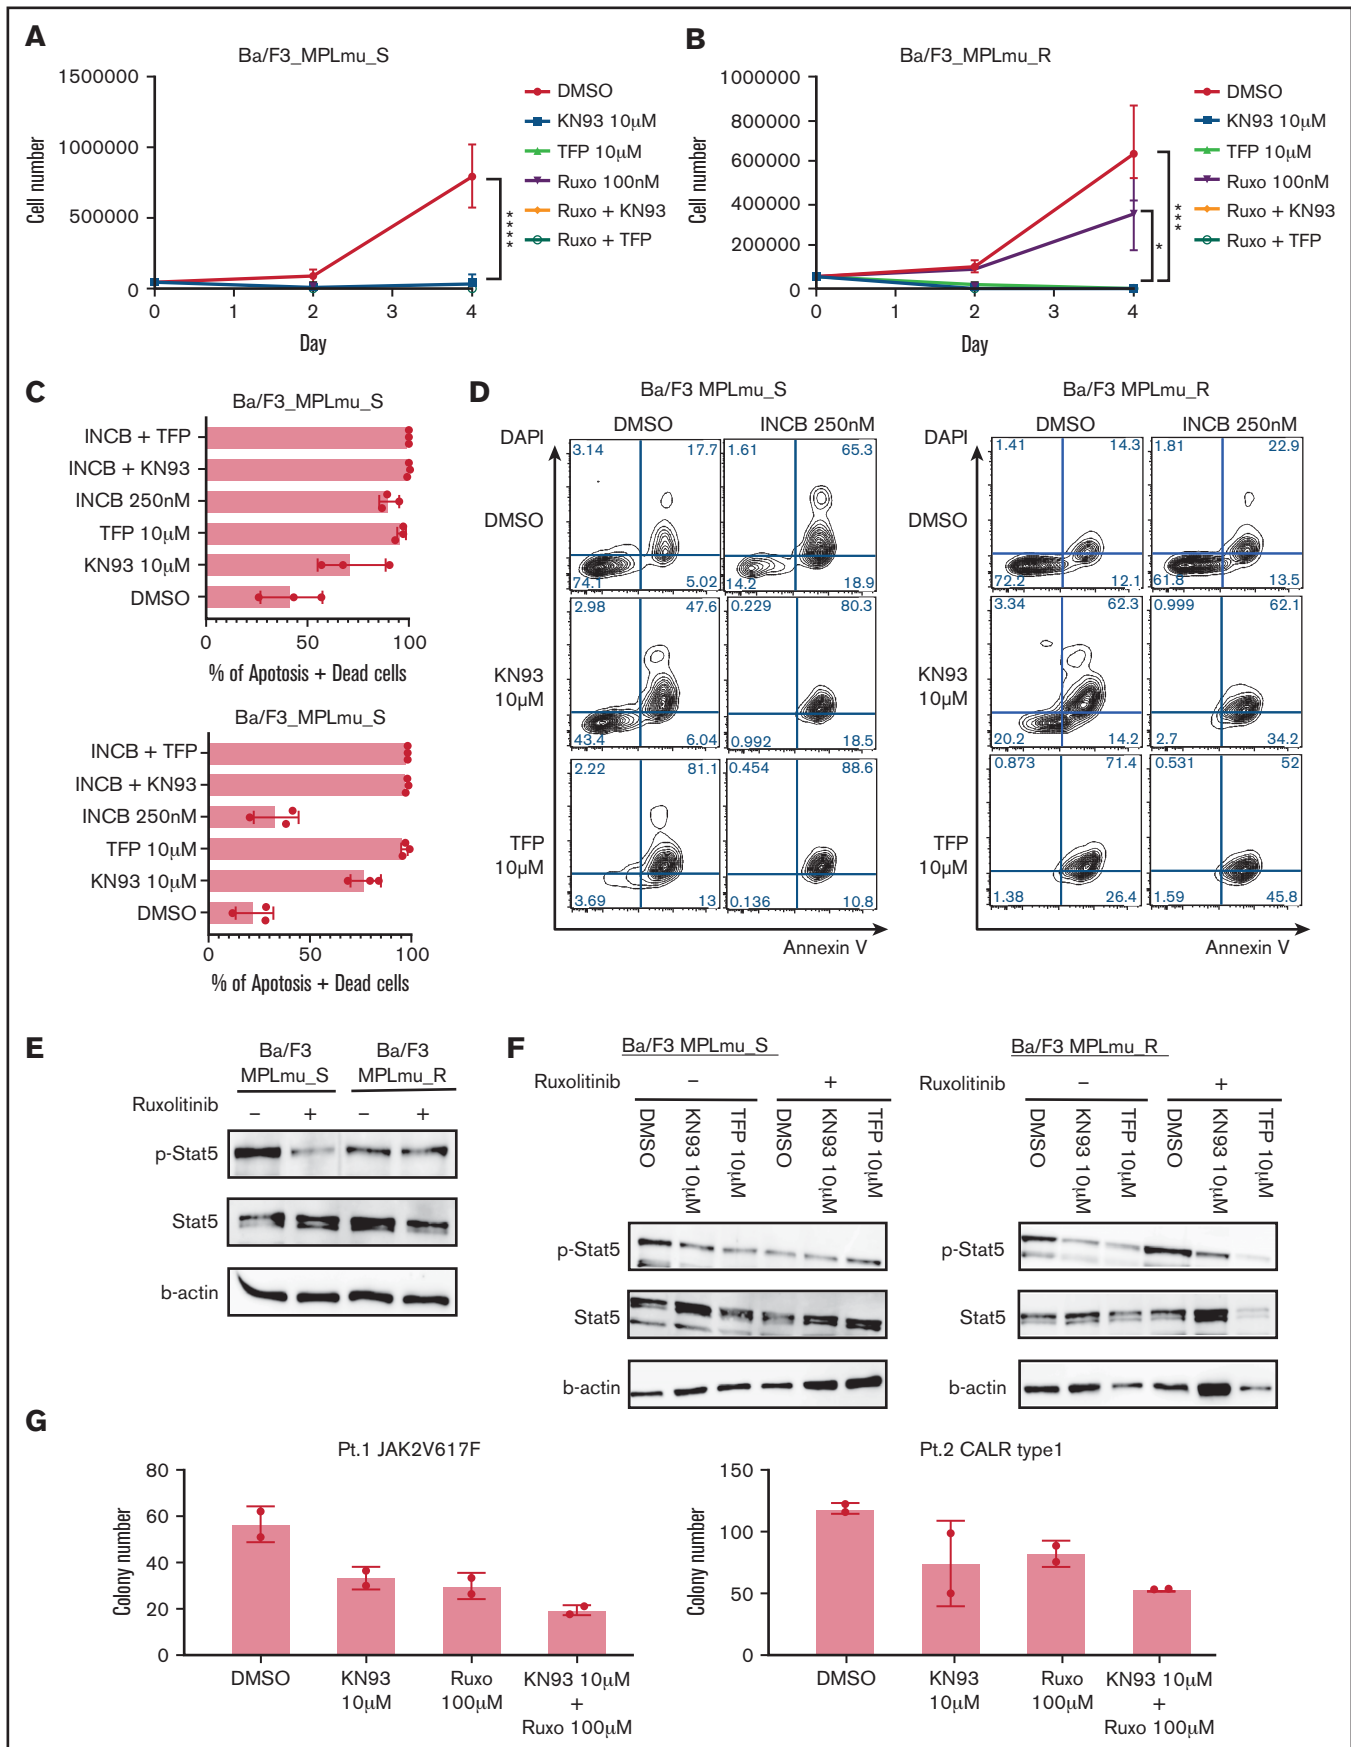 A
Ba/F3_MPLmu_S
1500000
1000000
500000
0
Cell number
0 1 2 3 4
Day
****
DMSO
KN93 10µM
TFP 10µM
Ruxo 100nM
Ruxo + KN93
Ruxo + TFP
B
Ba/F3_MPLmu_R
1000000
800000
600000
400000
200000
0
Cell number
0 1 2 3 4
Day
*
***
DMSO
KN93 10µM
TFP 10µM
Ruxo 100nM
Ruxo + KN93
Ruxo + TFP
C
Ba/F3_MPLmu_S
INCB + TFP
INCB + KN93
INCB 250nM
TFP 10µM
KN93 10µM
DMSO
0 50 100
% of Apotosis + Dead cells
Ba/F3_MPLmu_S
INCB + TFP
INCB + KN93
INCB 250nM
TFP 10µM
KN93 10µM
DMSO
0 50 100
% of Apotosis + Dead cells
D
Ba/F3 MPLmu_S
DAPI
DMSO INCB 250nM
DMSO
3.14 17.7 1.61 65.3
74.1 5.02 14.2 18.9
KN93
10µM
2.98 47.6 0.229 80.3
43.4 6.04 0.992 18.5
TFP
10µM
2.22 81.1 0.454 88.6
3.69 13 0.136 10.8
Annexin V
Ba/F3 MPLmu_R
DAPI
DMSO INCB 250nM
DMSO
1.41 14.3 1.81 22.9
72.2 12.1 61.8 13.5
KN93
10µM
3.34 62.3 0.999 62.1
20.2 14.2 2.7 34.2
TFP
10µM
0.873 71.4 0.531 52
1.38 26.4 1.59 45.8
Annexin V
E
Ba/F3 Ba/F3
MPLmu_S MPLmu_R
Ruxolitinib
− + − +
p-Stat5
Stat5
b-actin
F
Ba/F3 MPLmu_S
Ruxolitinib − +
DMSO
KN93 10µM
TFP 10µM
DMSO
KN93 10µM
TFP 10µM
p-Stat5
Stat5
b-actin
Ba/F3 MPLmu_R
Ruxolitinib − +
DMSO
KN93 10µM
TFP 10µM
DMSO
KN93 10µM
TFP 10µM
p-Stat5
Stat5
b-actin
G
Pt.1 JAK2V617F
80
60
40
20
0
Colony number
DMSO KN93 Ruxo KN93 10µM
10µM 100µM +
Ruxo 100µM
Pt.2 CALR type1
150
100
50
0
Colony number
DMSO KN93 Ruxo KN93 10µM
10µM 100µM +
Ruxo 100µM